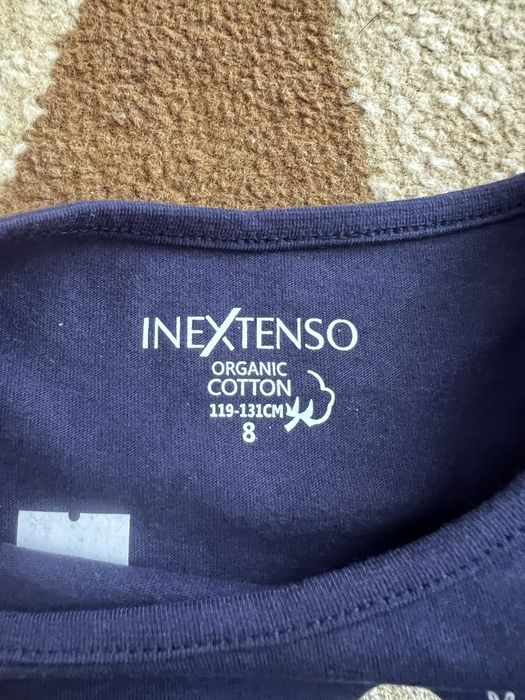 INEXTENSO
ORGANIC
COTTON
119-131CM
8